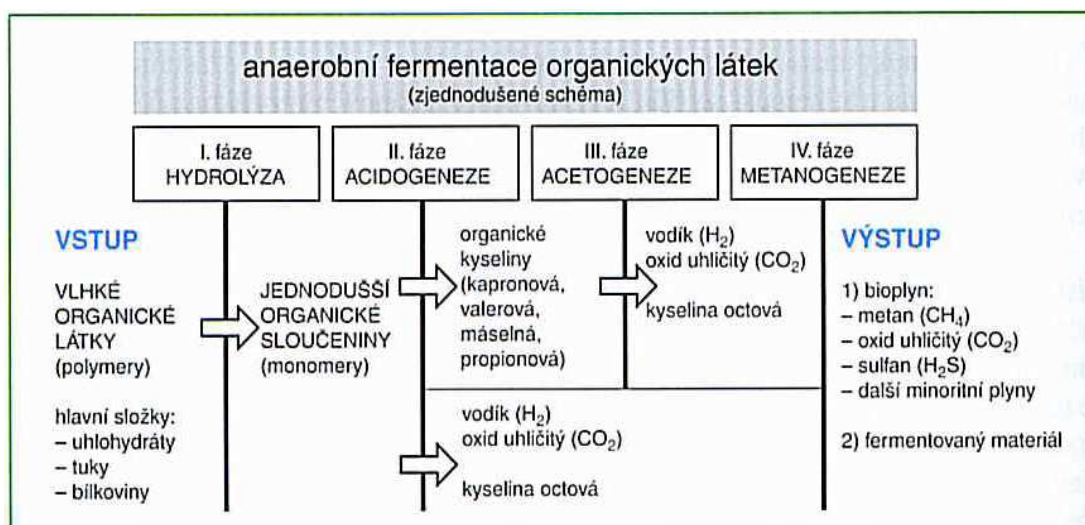 anaerobní fermentace organických látek
(zjednodušené schéma)
I. fáze
HYDROLÝZA
II. fáze
ACIDOGENEZE
III. fáze
ACETOGENEZE
IV. fáze
METANOGENEZE
VSTUP
VLHKÉ
ORGANICKÉ
LÁTKY
(polymery)
hlavní složky:
– uhlohydráty
– tuky
– bílkoviny
JEDNODUŠŠÍ
ORGANICKÉ
SLOUČENINY
(monomery)
organické
kyseliny
(kapronová,
valerová,
máselná,
propionová)
vodík (H₂)
oxid uhličitý (CO₂)
kyselina octová
vodík (H₂)
oxid uhličitý (CO₂)
kyselina octová
VÝSTUP
1) bioplyn:
– metan (CH₄)
– oxid uhličitý (CO₂)
– sulfan (H₂S)
– další minoritní plyny
2) fermentovaný materiál